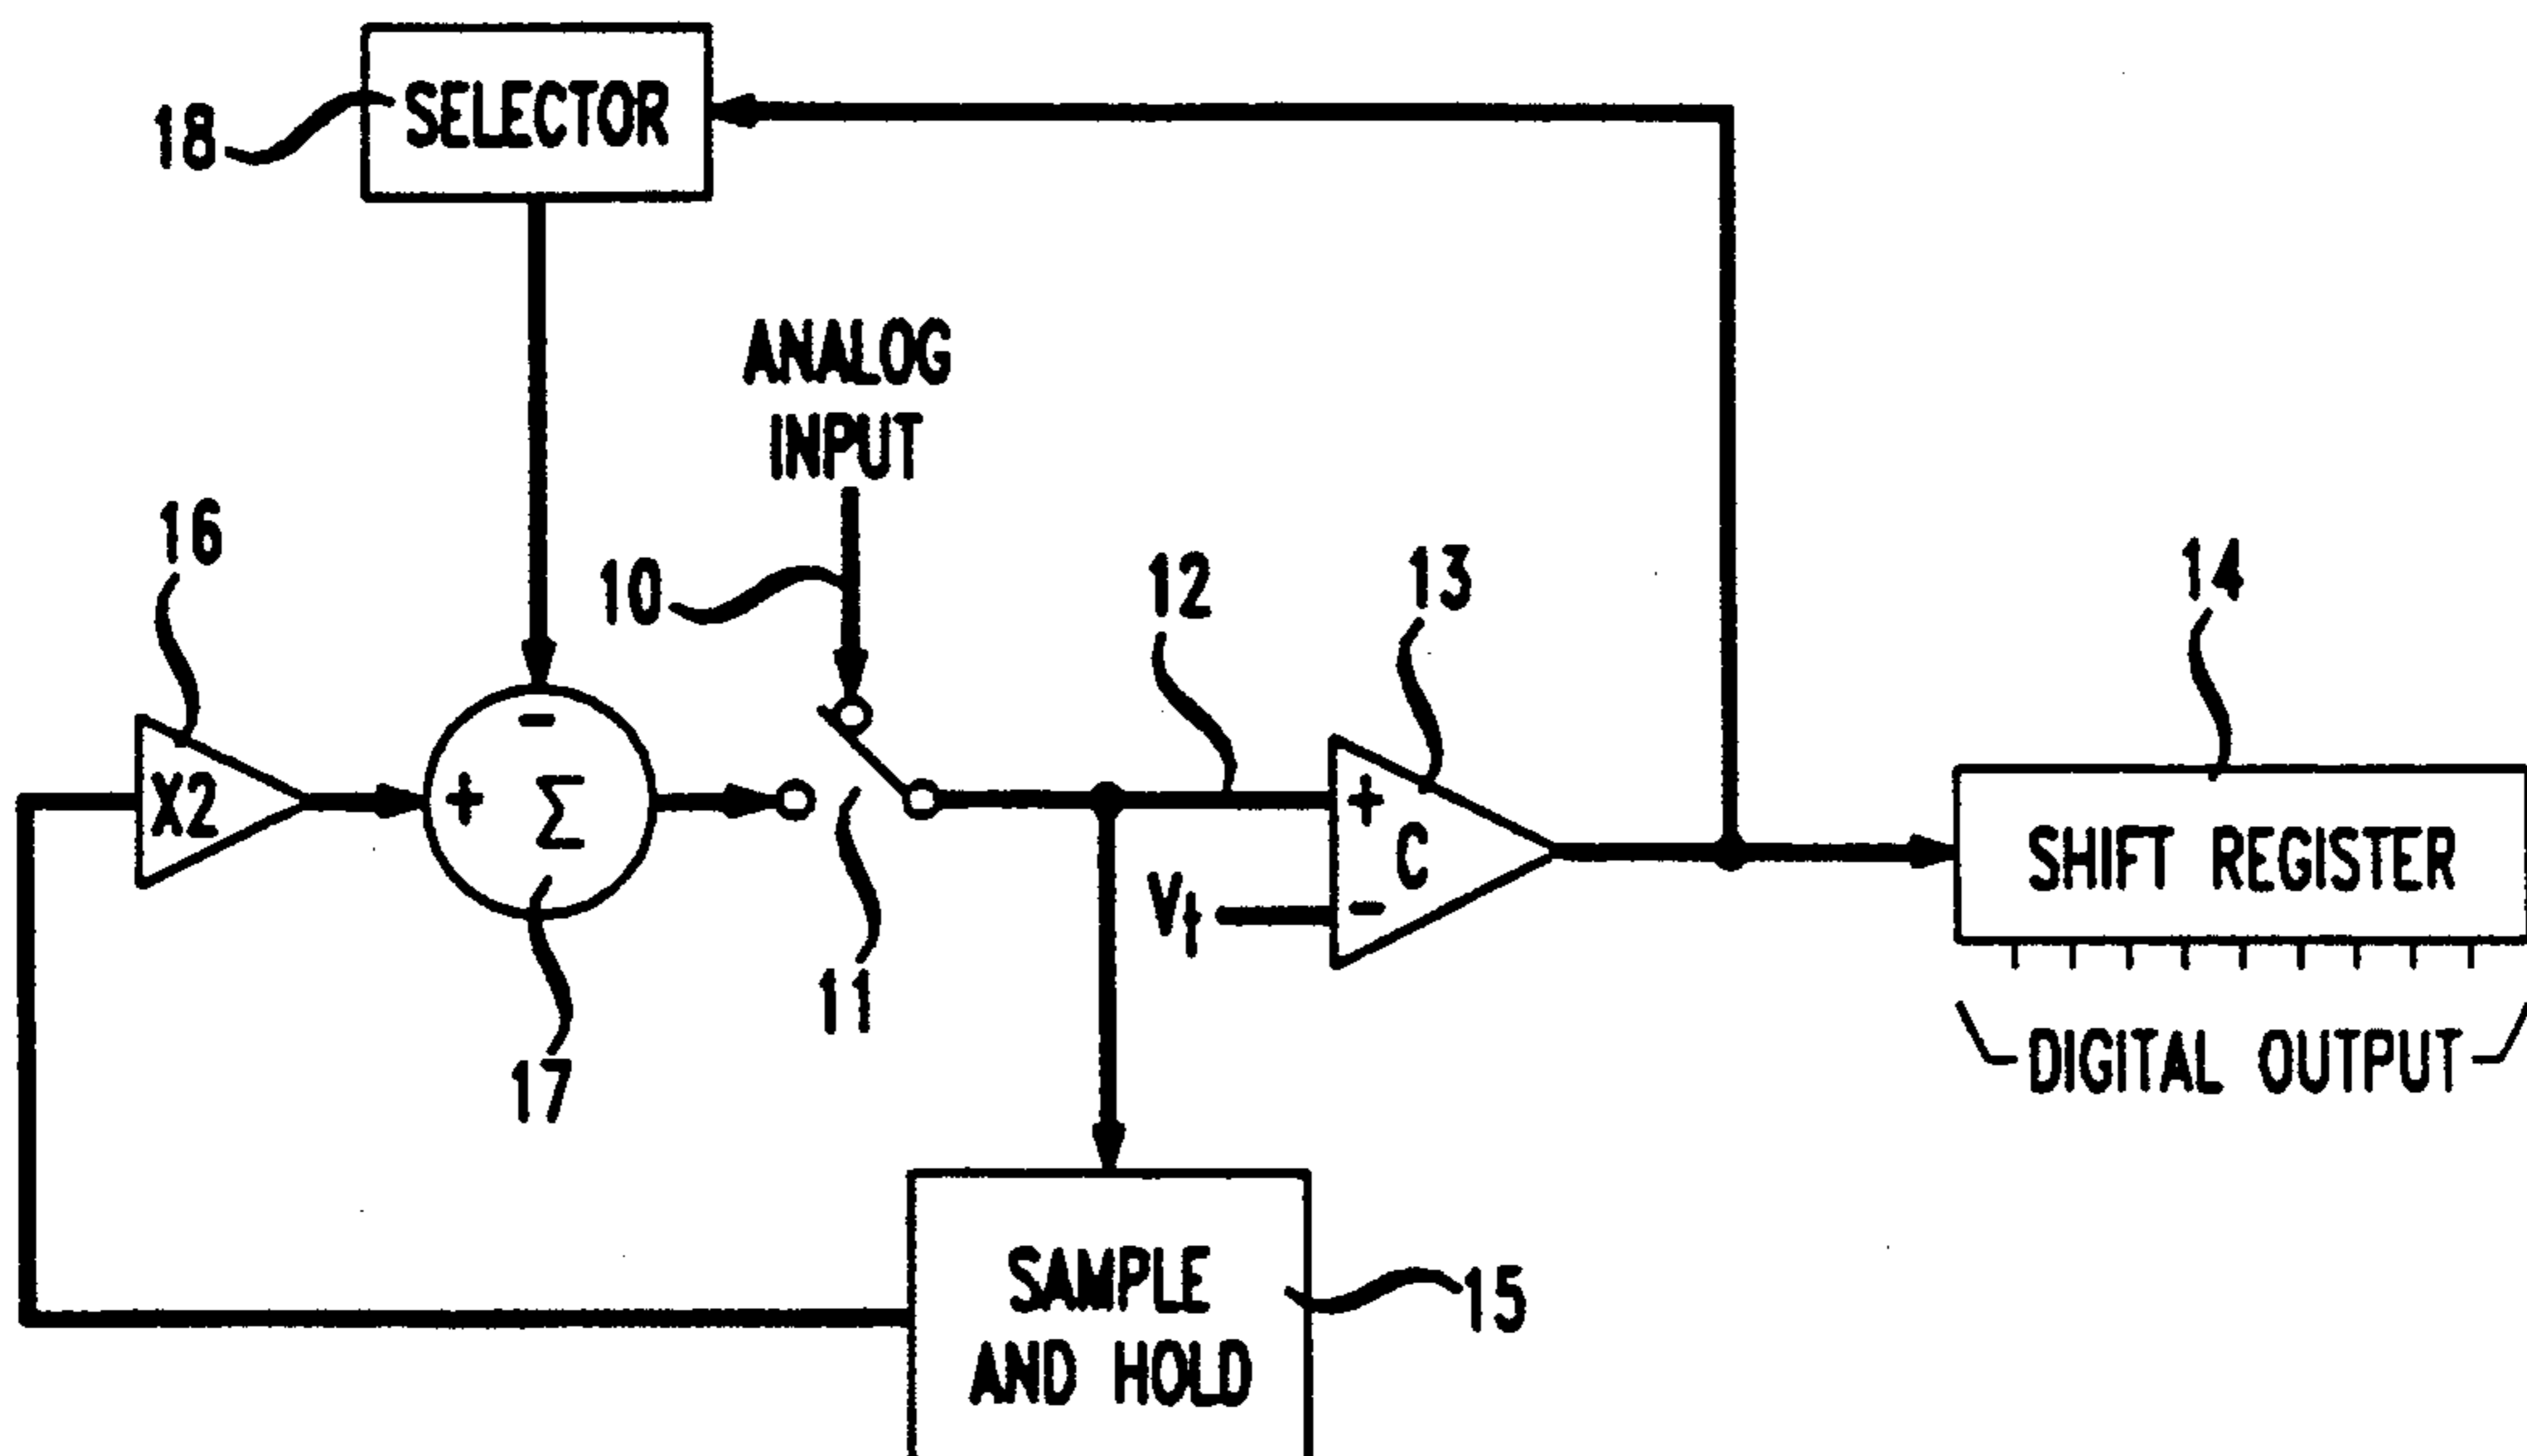 SELECTOR
18
ANALOG
INPUT
16
10
12
13
14
X2
-
+
Σ
+
C
Vt
-
SHIFT REGISTER
11
17
DIGITAL OUTPUT
SAMPLE
AND HOLD
15